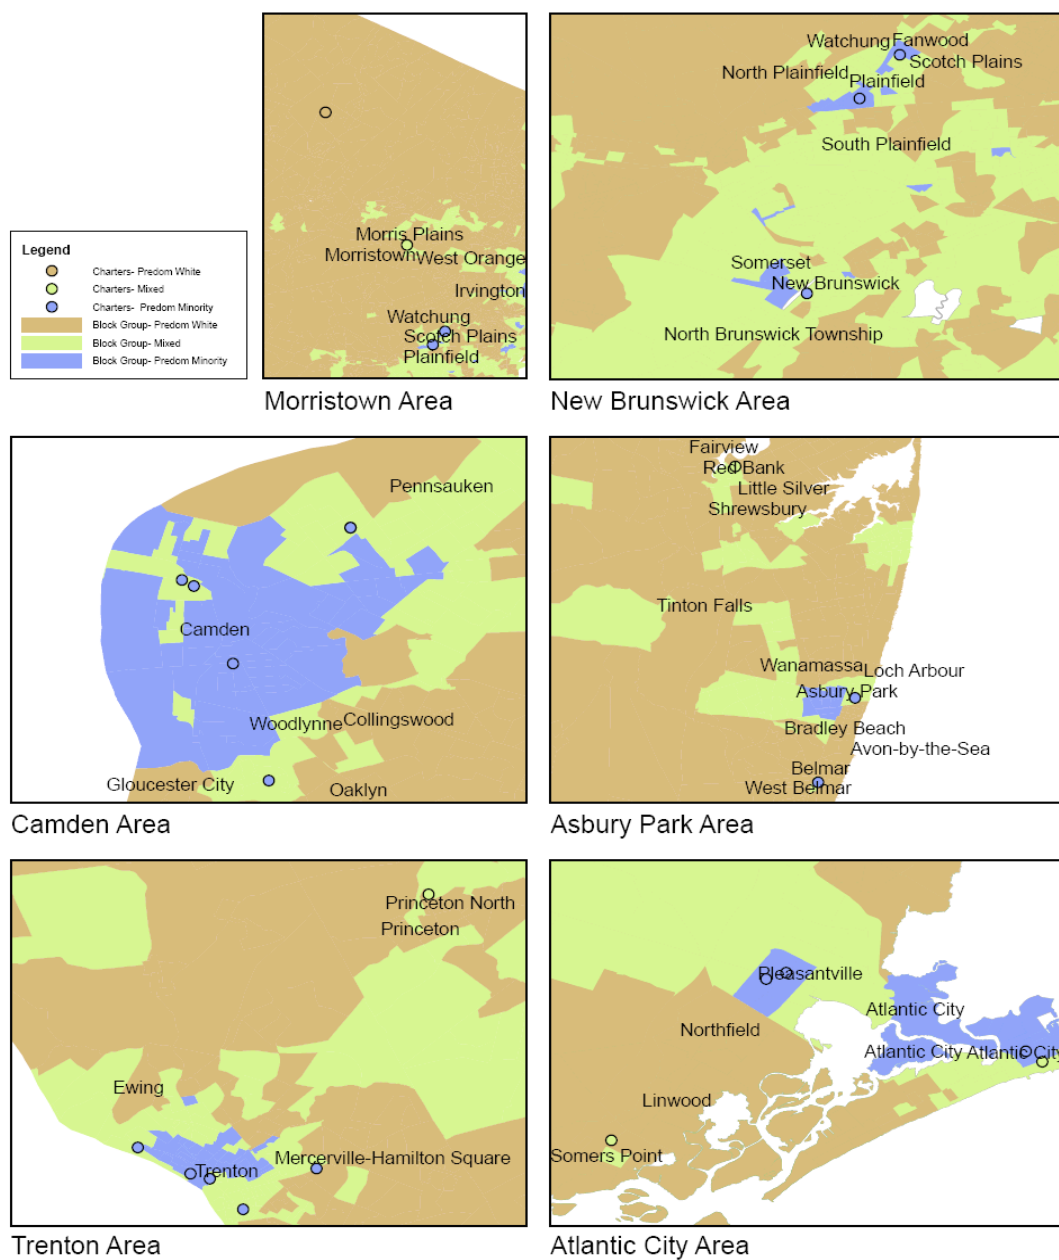 Legend
Charters- Predom White
Charters- Mixed
Charters- Predom Minority
Block Group- Predom White
Block Group- Mixed
Block Group- Predom Minority
Morris Plains
Morristown
West Orange
Irvington
Watchung
Scotch Plains
Plainfield
Morristown Area
Watchung
Fanwood
Scotch Plains
North Plainfield
Plainfield
South Plainfield
Somerset
New Brunswick
North Brunswick Township
New Brunswick Area
Pennsauken
Camden
Woodlynne
Collingswood
Gloucester City
Oaklyn
Camden Area
Fairview
Red Bank
Little Silver
Shrewsbury
Tinton Falls
Wanamassa
Loch Arbour
Asbury Park
Bradley Beach
Avon-by-the-Sea
Belmar
West Belmar
Asbury Park Area
Princeton North
Princeton
Ewing
Trenton
Mercerville-Hamilton Square
Trenton Area
Pleasantville
Atlantic City
Northfield
Atlantic City
Atlantic City
Linwood
Somers Point
Atlantic City Area